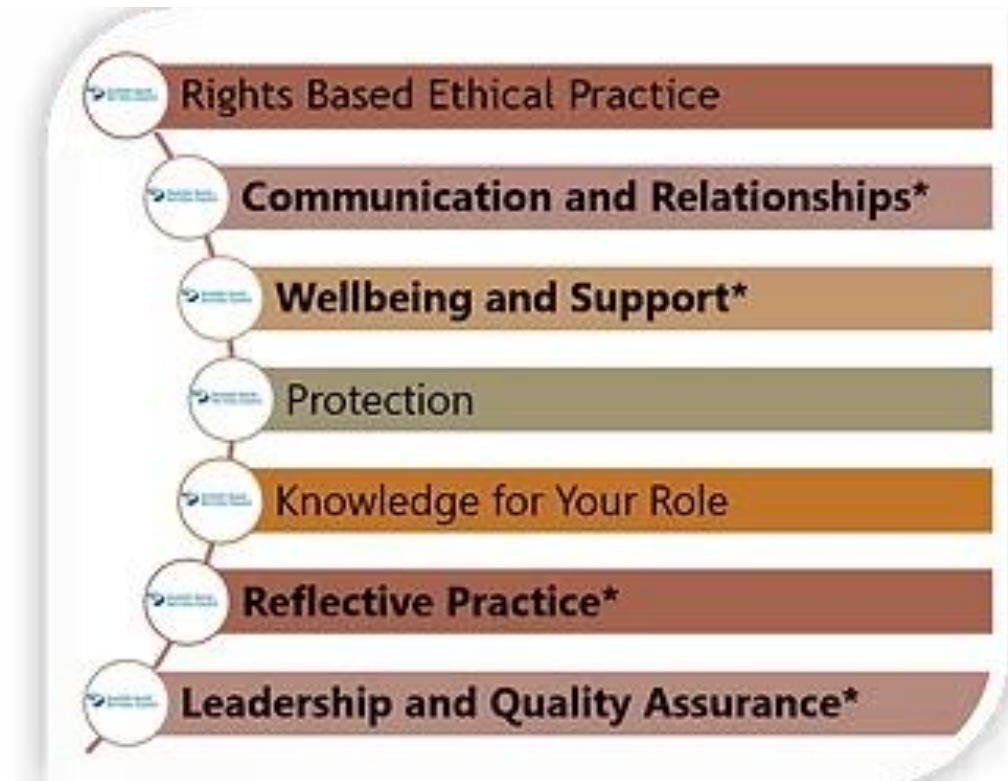 Rights Based Ethical Practice
Communication and Relationships*
Wellbeing and Support*
Protection
Knowledge for Your Role
Reflective Practice*
Leadership and Quality Assurance*